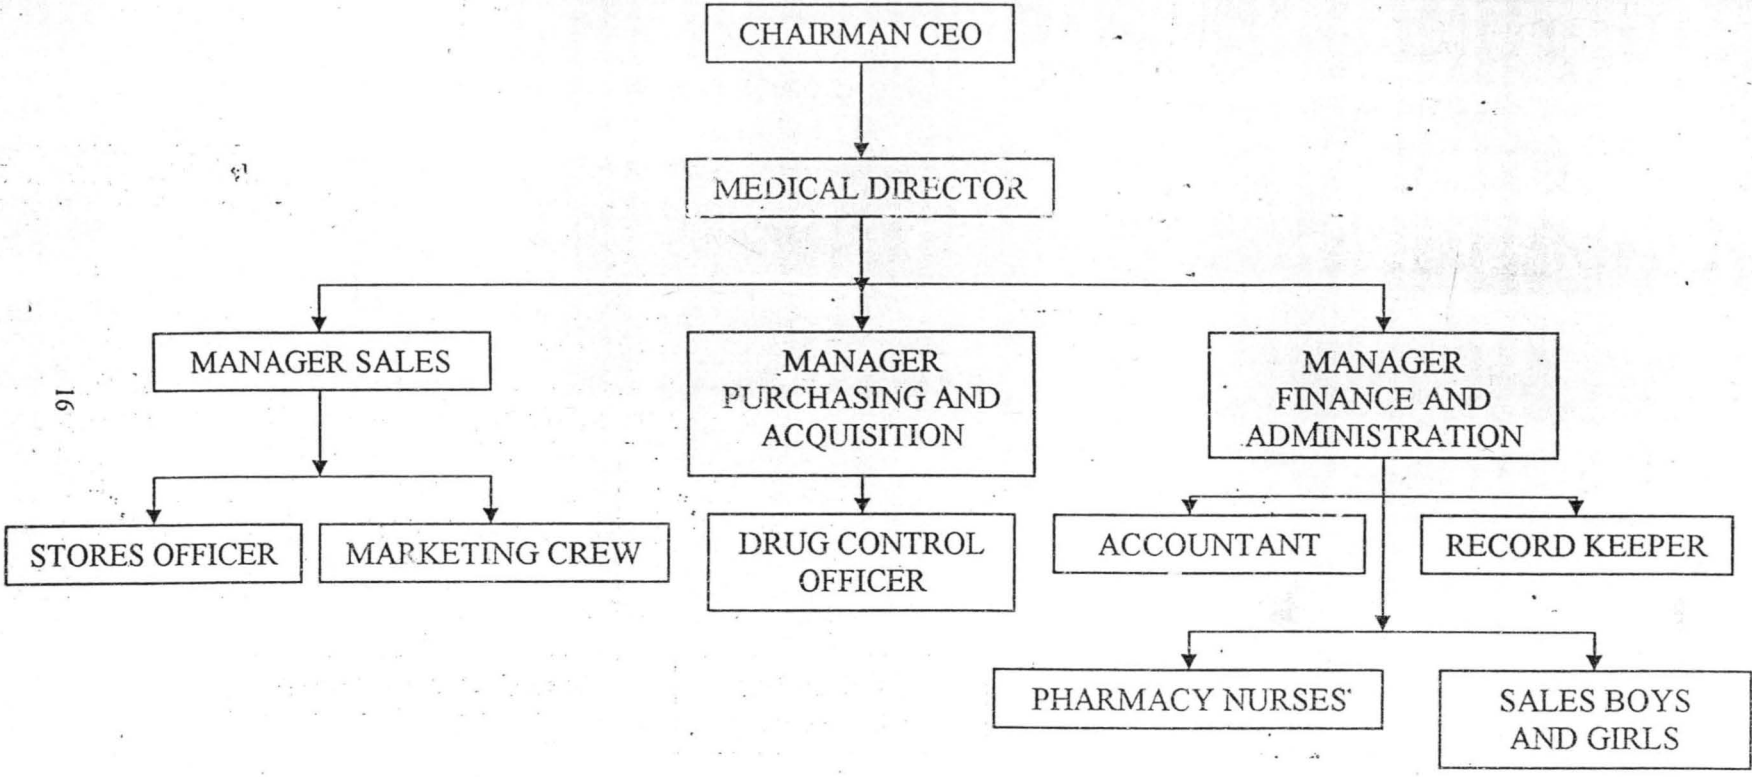 CHAIRMAN CEO
MEDICAL DIRECTOR
MANAGER SALES
MANAGER
PURCHASING AND
ACQUISITION
MANAGER
FINANCE AND
ADMINISTRATION
16
STORES OFFICER
MARKETING CREW
DRUG CONTROL
OFFICER
ACCOUNTANT
RECORD KEEPER
PHARMACY NURSES
SALES BOYS
AND GIRLS